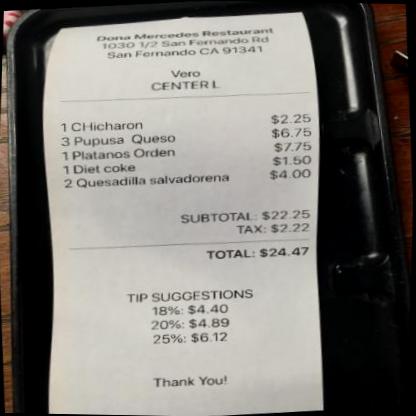 Dona Mercedes Restaurant
1030 1/2 San Fernando Rd
San Fernando CA 91341
Vero
CENTER L
1 CHicharon $2.25
3 Pupusa Queso $6.75
1 Platanos Orden $7.75
1 Diet coke $1.50
2 Quesadilla salvadorena $4.00
SUBTOTAL: $22.25
TAX: $2.22
TOTAL: $24.47
TIP SUGGESTIONS
18%: $4.40
20%: $4.89
25%: $6.12
Thank You!